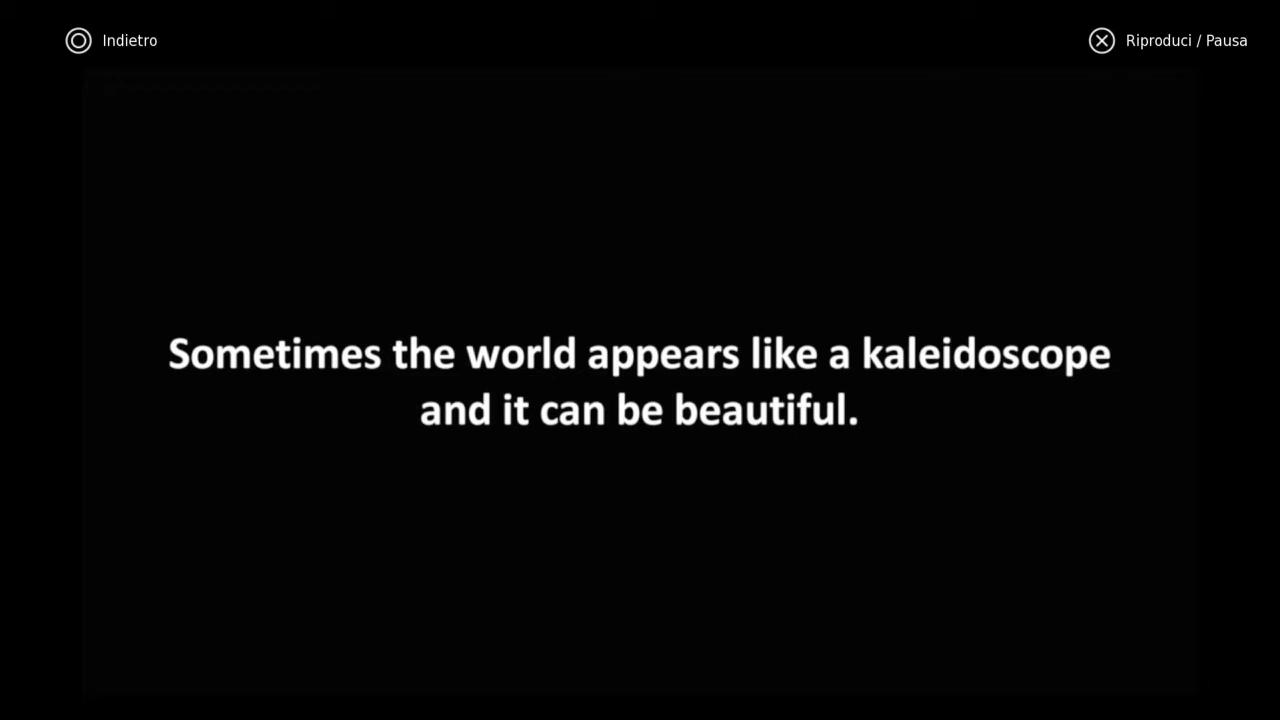 Indietro
Riproduci / Pausa
Sometimes the world appears like a kaleidoscope
and it can be beautiful.